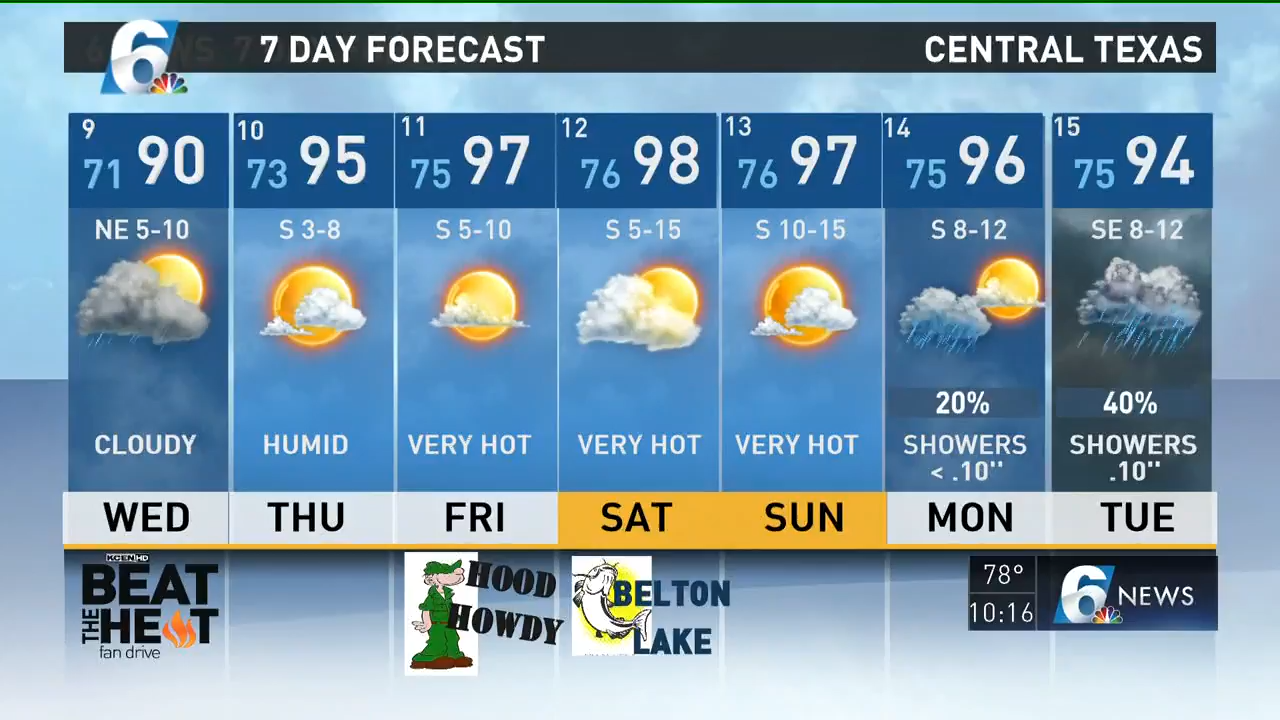 6
7 DAY FORECAST
CENTRAL TEXAS
9 71 90
10 73 95
11 75 97
12 76 98
13 76 97
14 75 96
15 75 94
NE 5-10
S 3-8
S 5-10
S 5-15
S 10-15
S 8-12
SE 8-12
20%
40%
CLOUDY
HUMID
VERY HOT
VERY HOT
VERY HOT
SHOWERS
< .10"
SHOWERS
.10"
WED
THU
FRI
SAT
SUN
MON
TUE
KCEN HD
BEAT
THE HEAT
fan drive
HOOD
HOWDY
BELTON
LAKE
78°
10:16
6 NEWS